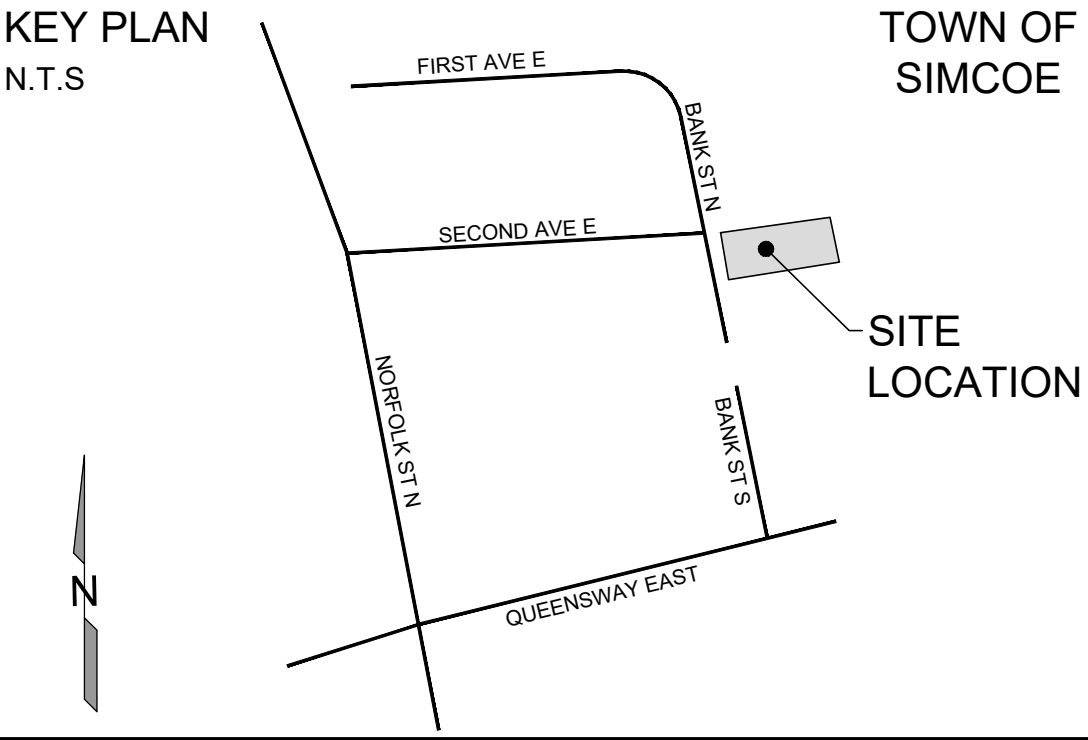 KEY PLAN
N.T.S
TOWN OF
SIMCOE
FIRST AVE E
BANK ST N
SECOND AVE E
SITE
LOCATION
NORFOLK ST N
BANK ST S
QUEENSWAY EAST
N